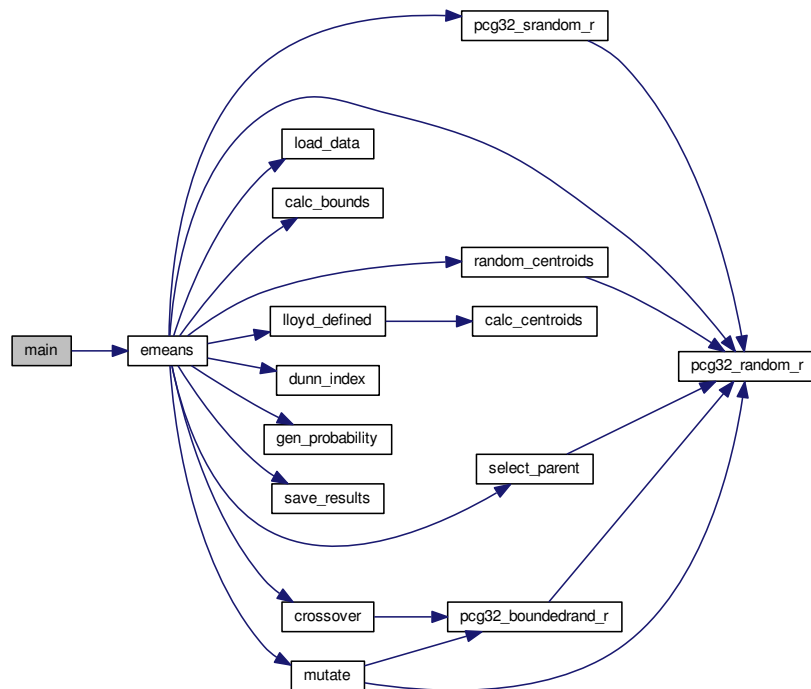 pcg32_srandom_r
load_data
calc_bounds
random_centroids
lloyd_defined
calc_centroids
main
emeans
pcg32_random_r
dunn_index
gen_probability
select_parent
save_results
crossover
pcg32_boundedrand_r
mutate